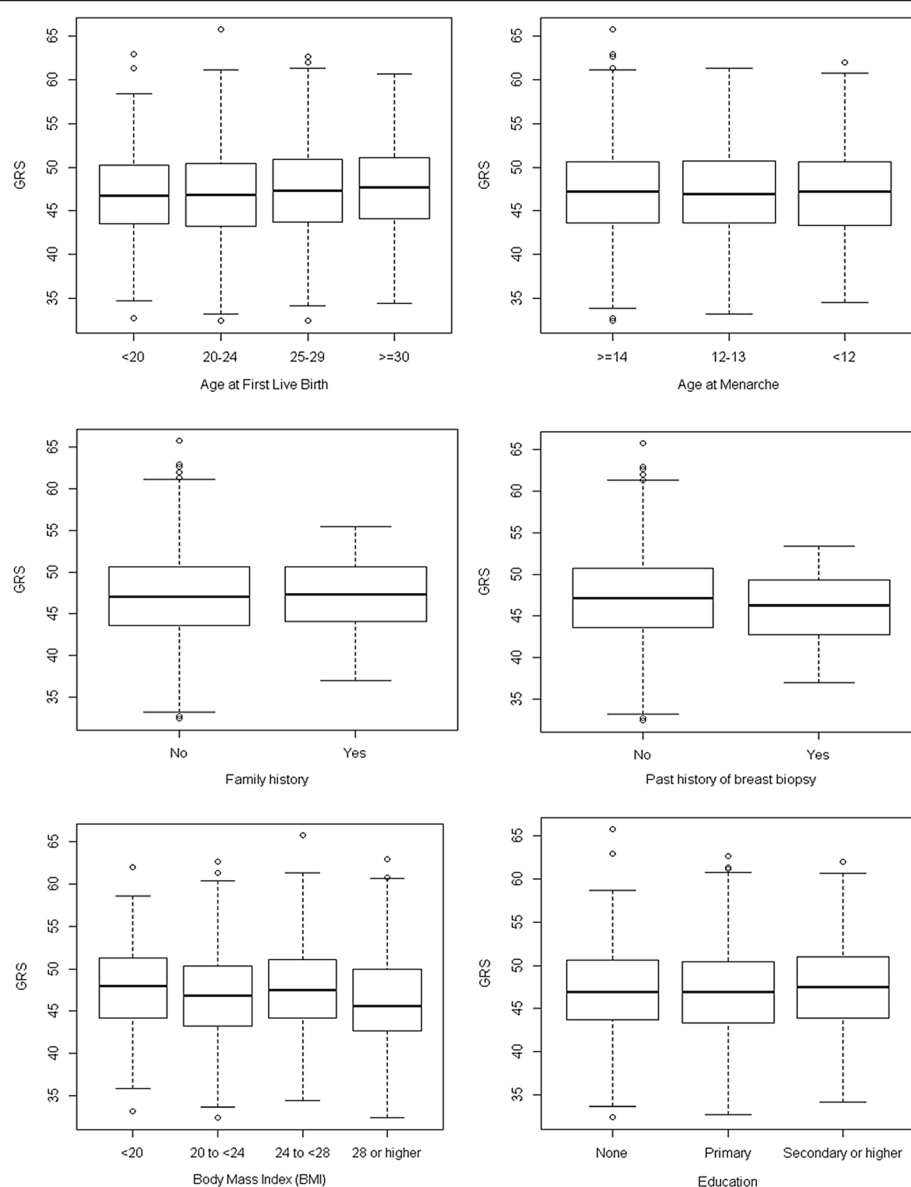 65
60
55
50
45
40
35
GRS
<20 20-24 25-29 >=30
Age at First Live Birth
65
60
55
50
45
40
35
GRS
>=14 12-13 <12
Age at Menarche
65
60
55
50
45
40
35
GRS
No Yes
Family history
65
60
55
50
45
40
35
GRS
No Yes
Past history of breast biopsy
65
60
55
50
45
40
35
GRS
<20 20 to <24 24 to <28 28 or higher
Body Mass Index (BMI)
65
60
55
50
45
40
35
GRS
None Primary Secondary or higher
Education